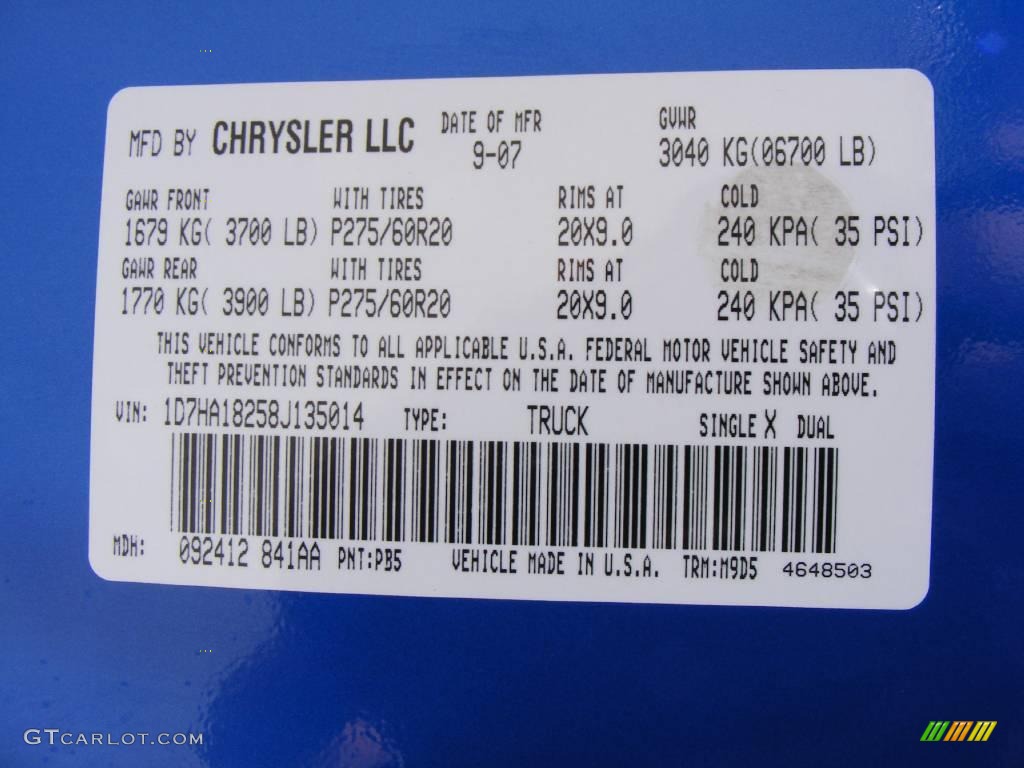 MFD BY CHRYSLER LLC DATE OF MFR GVWR
9-07 3040 KG(06700 LB)
GAWR FRONT WITH TIRES RIMS AT COLD
1679 KG( 3700 LB) P275/60R20 20X9.0 240 KPA( 35 PSI)
GAWR REAR WITH TIRES RIMS AT COLD
1770 KG( 3900 LB) P275/60R20 20X9.0 240 KPA( 35 PSI)
THIS VEHICLE CONFORMS TO ALL APPLICABLE U.S.A. FEDERAL MOTOR VEHICLE SAFETY AND
THEFT PREVENTION STANDARDS IN EFFECT ON THE DATE OF MANUFACTURE SHOWN ABOVE.
VIN: 1D7HA18258J135014 TYPE: TRUCK SINGLE X DUAL
MDH: 092412 841AA PNT:PB5 VEHICLE MADE IN U.S.A. TRM:M9D5 4648503
GTCARLOT.COM